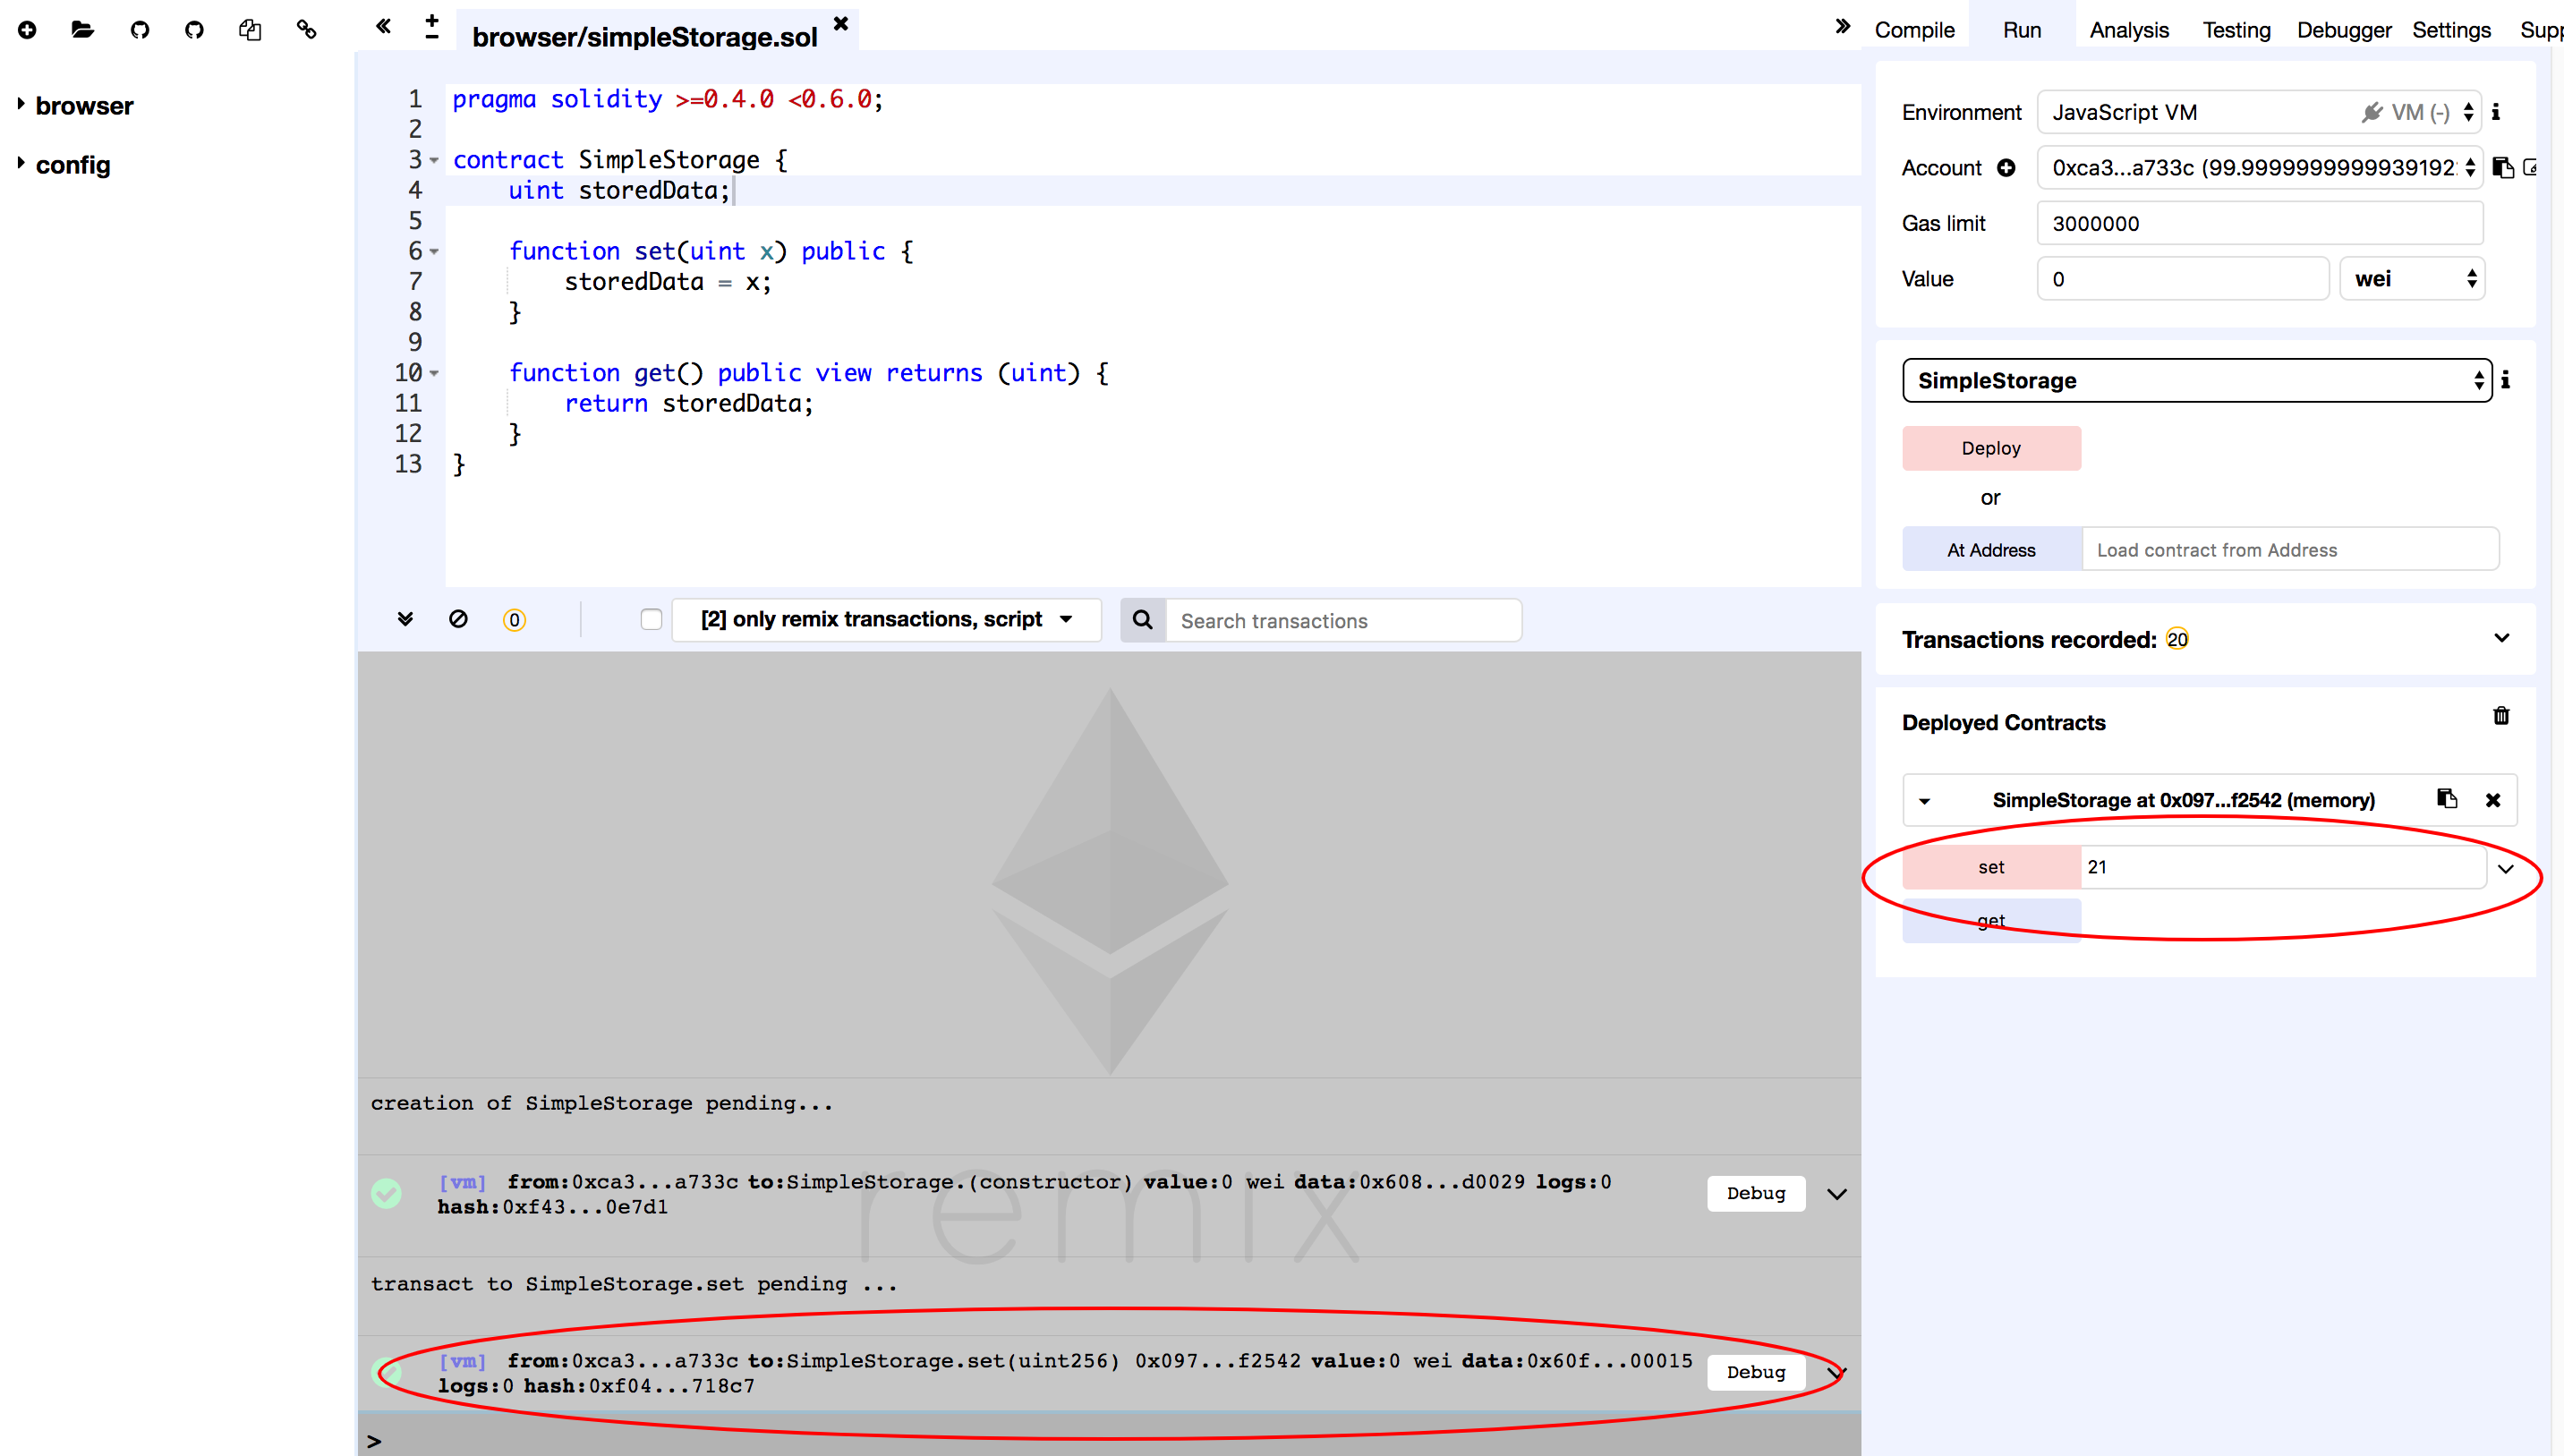 browser/simpleStorage.sol
Compile Run Analysis Testing Debugger Settings Supp
browser
config
1 pragma solidity >=0.4.0 <0.6.0;
2
3 contract SimpleStorage {
4 uint storedData;
5
6 function set(uint x) public {
7 storedData = x;
8 }
9
10 function get() public view returns (uint) {
11 return storedData;
12 }
13 }
0 [2] only remix transactions, script Search transactions
remix
creation of SimpleStorage pending...
[vm] from:0xca3...a733c to:SimpleStorage.(constructor) value:0 wei data:0x608...d0029 logs:0
hash:0xf43...0e7d1
Debug
transact to SimpleStorage.set pending ...
[vm] from:0xca3...a733c to:SimpleStorage.set(uint256) 0x097...f2542 value:0 wei data:0x60f...00015
logs:0 hash:0xf04...718c7
Debug
>
Environment JavaScript VM VM (-)
Account 0xca3...a733c (99.9999999999939192
Gas limit 3000000
Value 0 wei
SimpleStorage
Deploy
or
At Address Load contract from Address
Transactions recorded: 20
Deployed Contracts
SimpleStorage at 0x097...f2542 (memory)
set 21
get